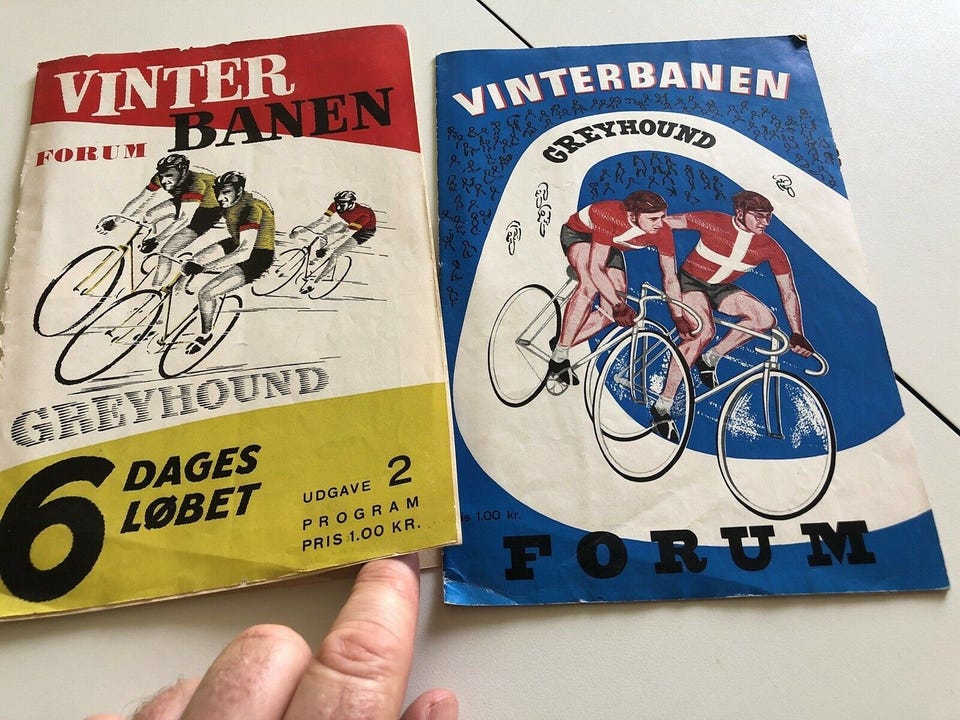 VINTER
BANEN
FORUM
GREYHOUND
6 DAGES
LØBET
UDGAVE 2
PROGRAM
PRIS 1.00 KR.
VINTERBANEN
GREYHOUND
1.00 kr.
FORUM